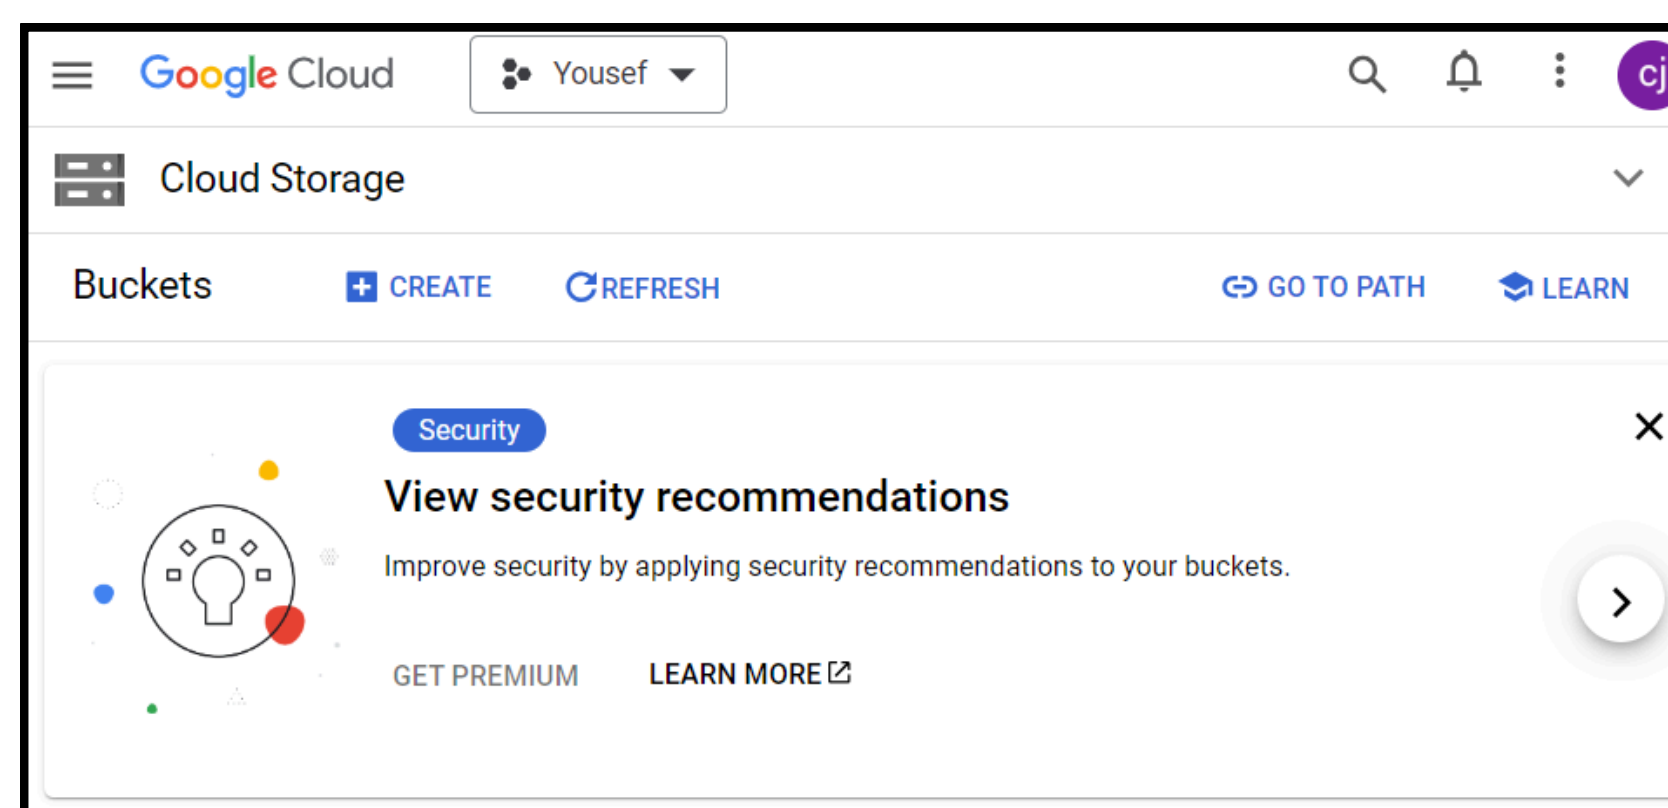 Google Cloud Yousef cj
Cloud Storage
Buckets CREATE REFRESH GO TO PATH LEARN
Security
View security recommendations
Improve security by applying security recommendations to your buckets.
GET PREMIUM LEARN MORE